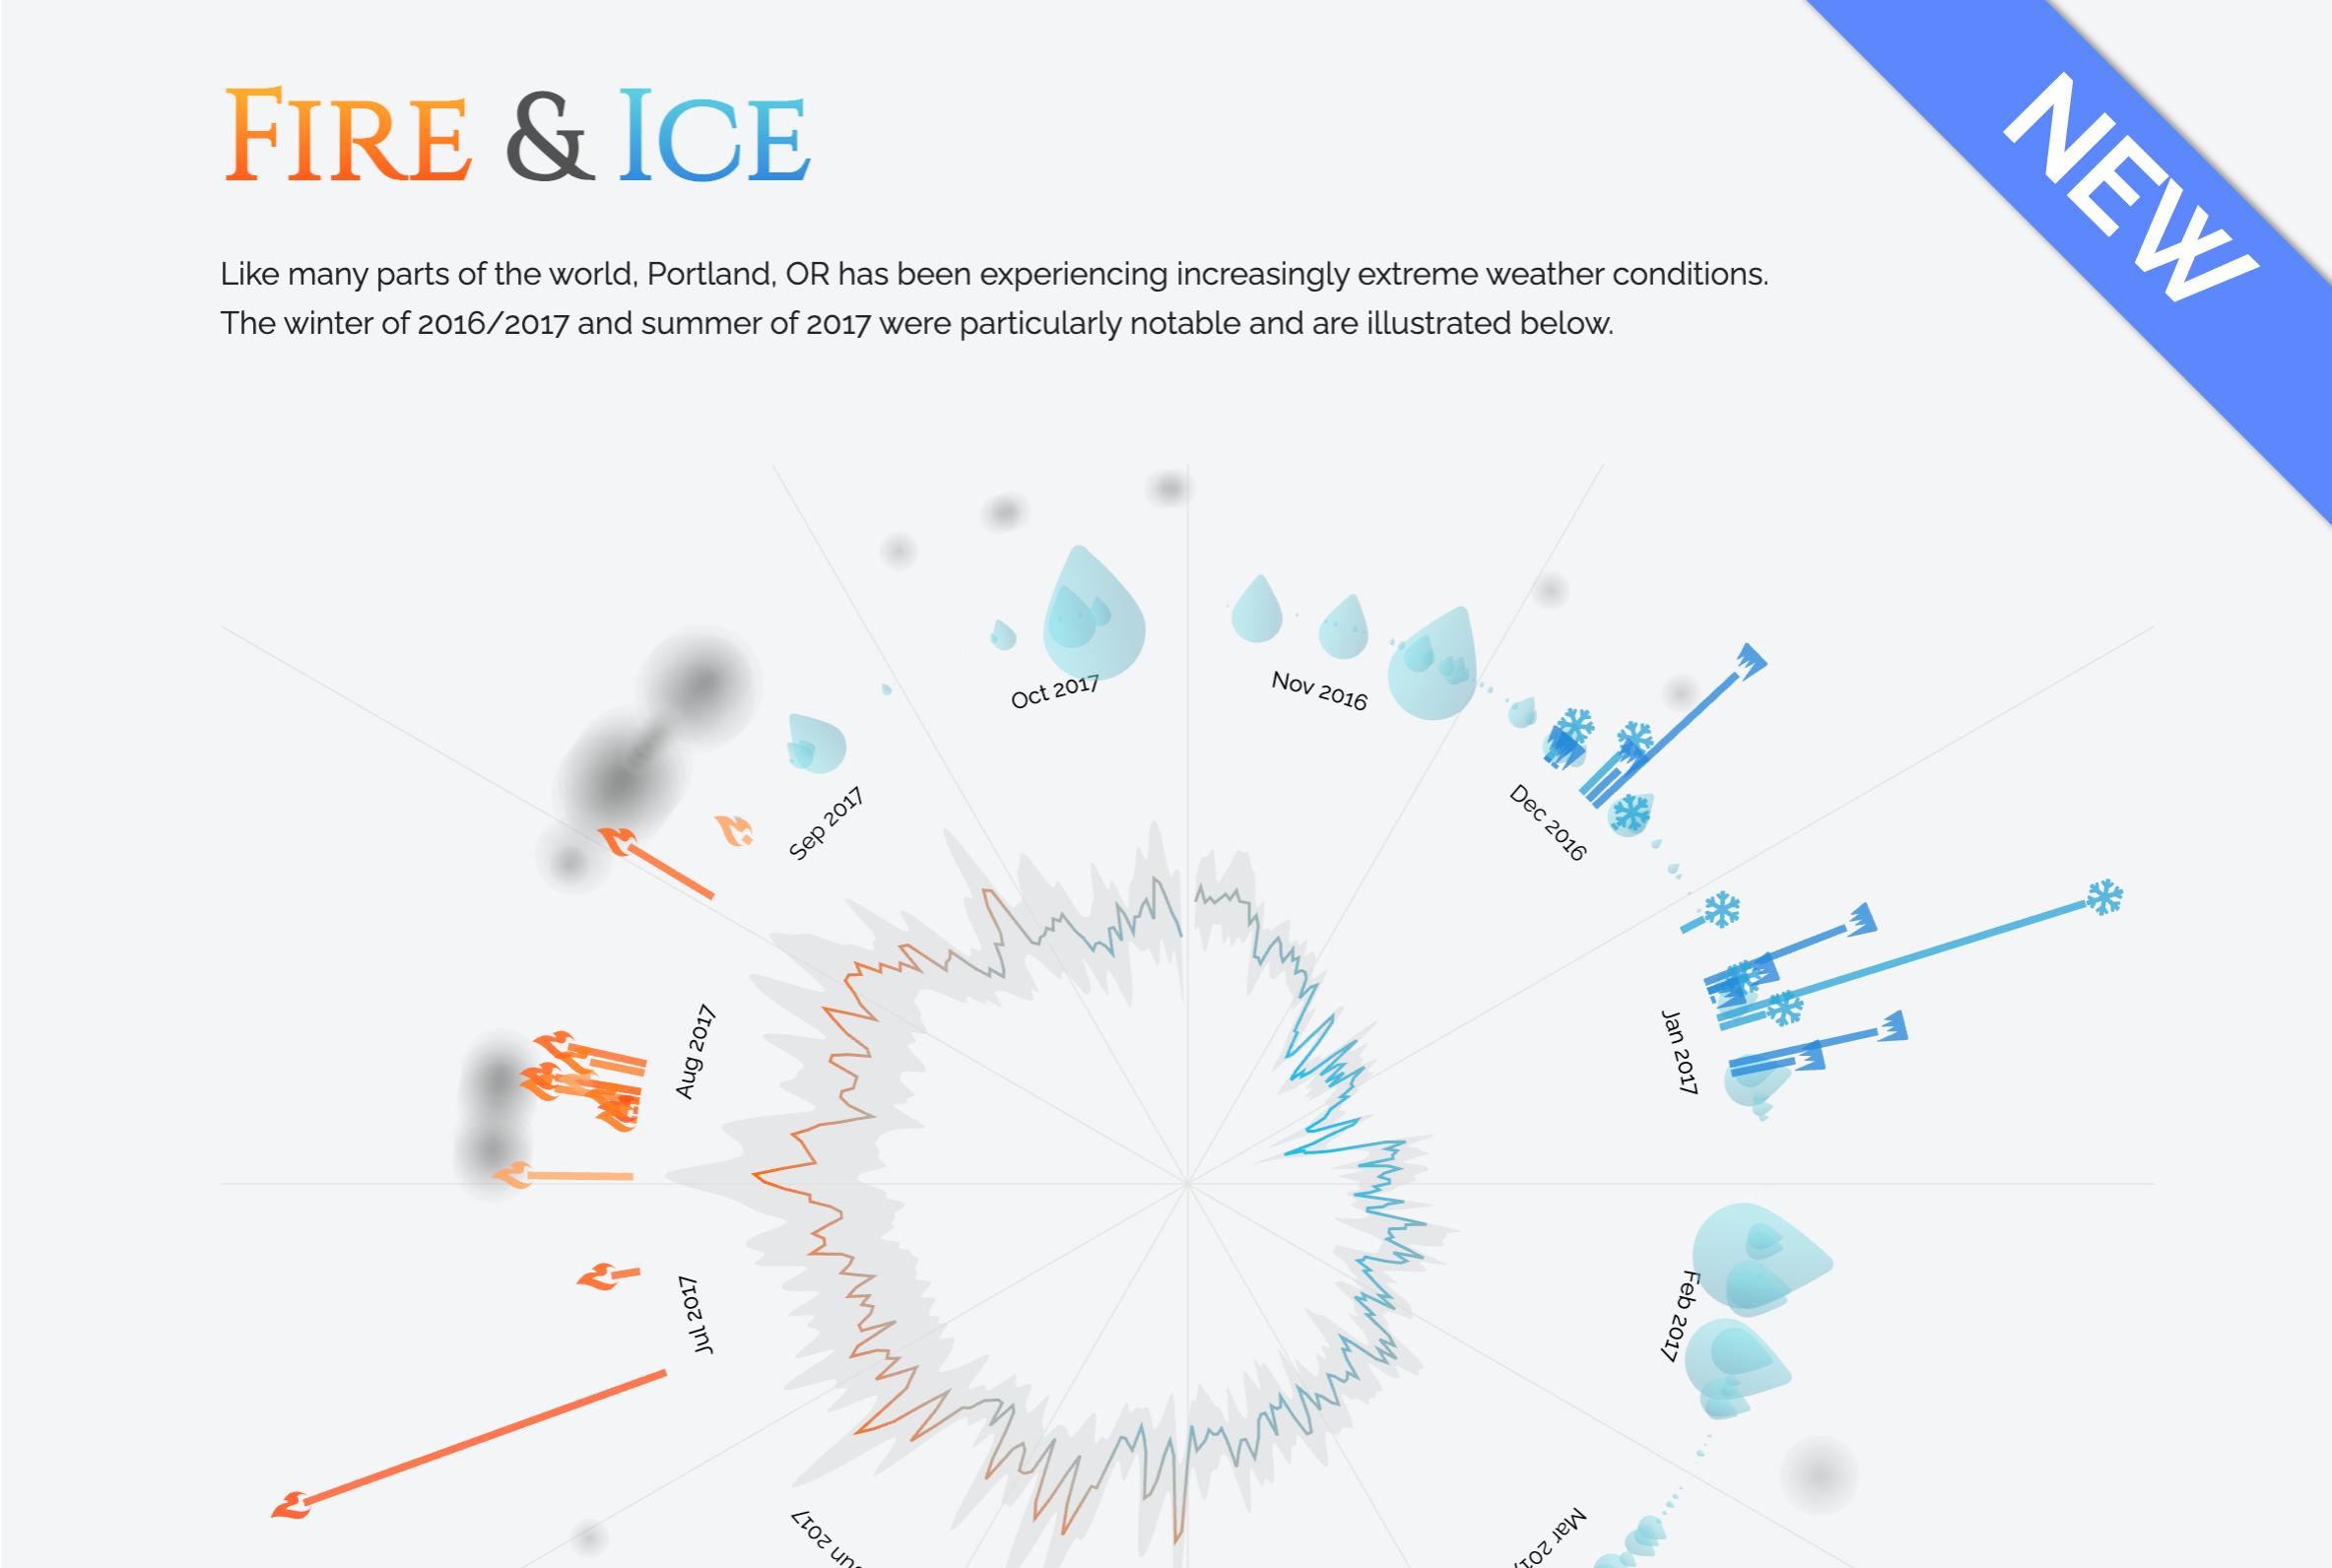 FIRE & ICE
NEW
Like many parts of the world, Portland, OR has been experiencing increasingly extreme weather conditions.
The winter of 2016/2017 and summer of 2017 were particularly notable and are illustrated below.
Oct 2017
Nov 2016
Sep 2017
Dec 2016
Aug 2017
Jan 2017
Jul 2017
Feb 2017
2017
Mar